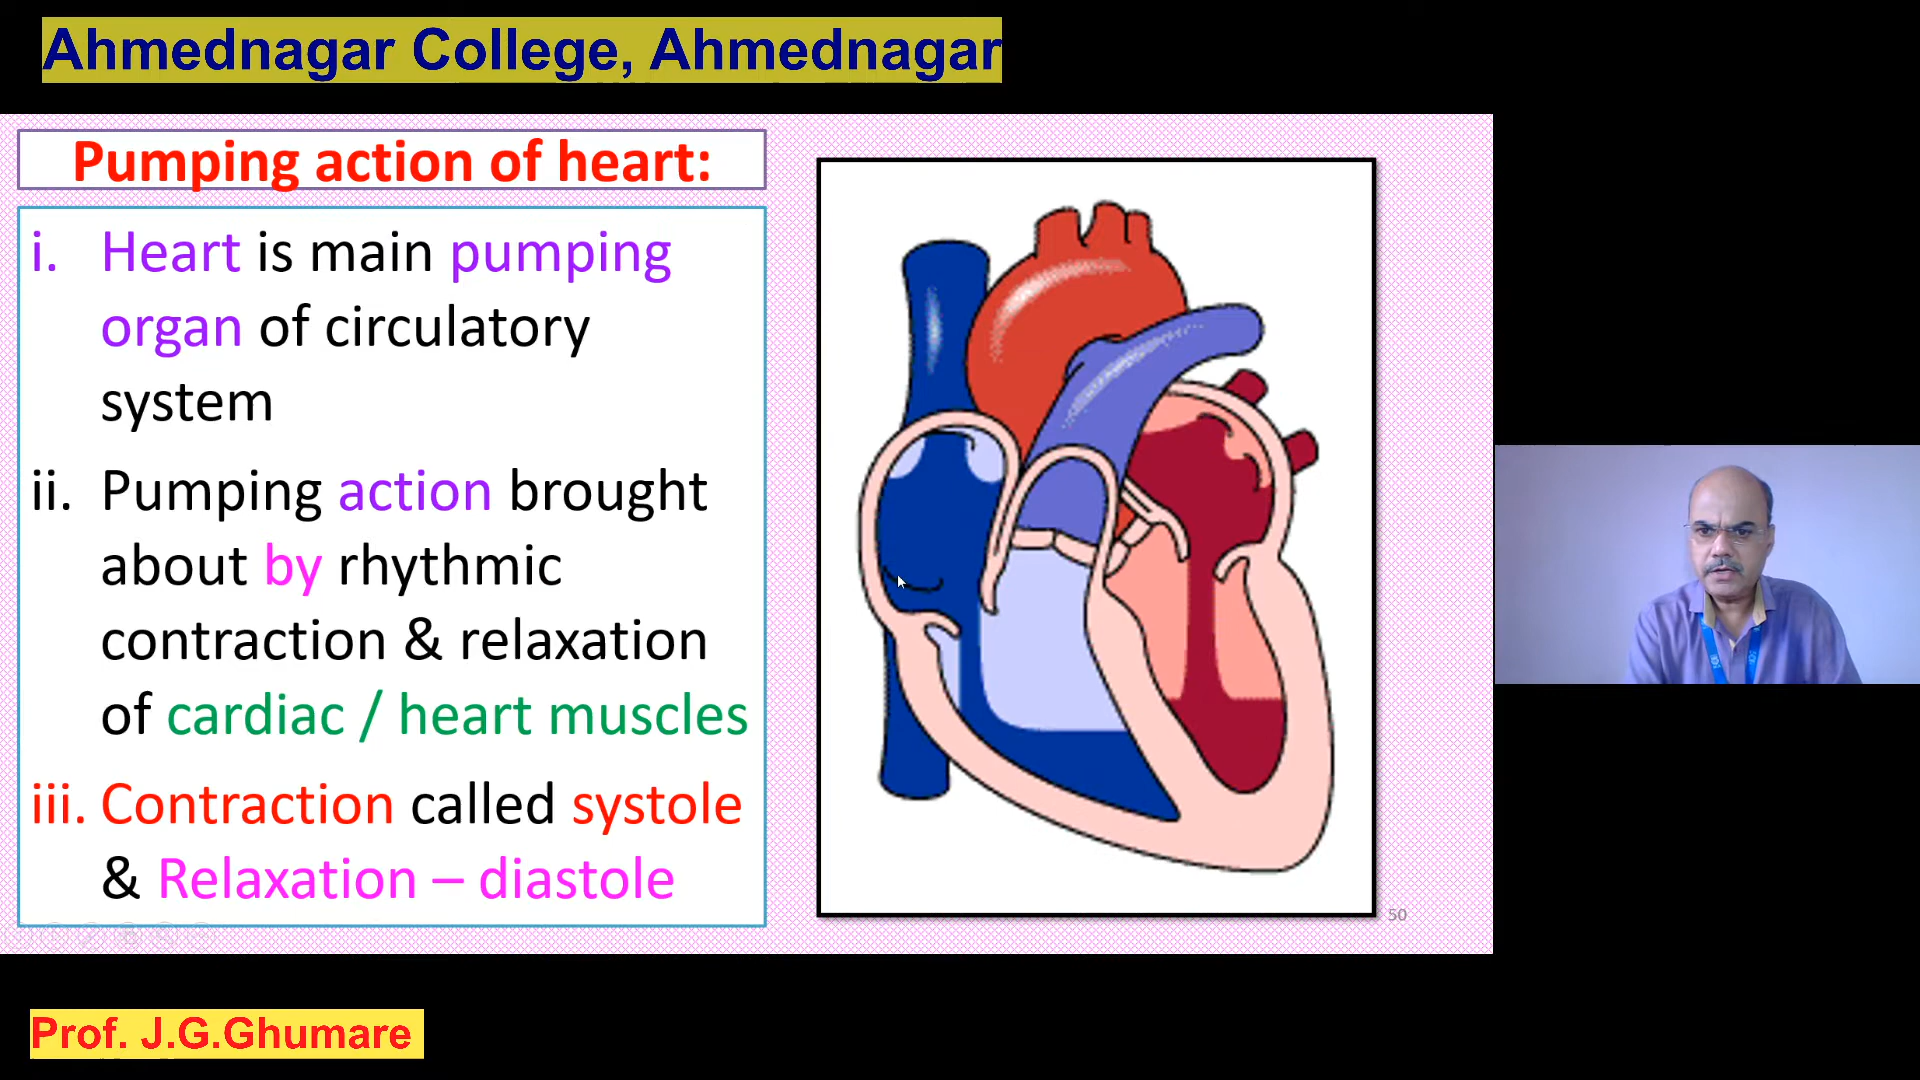 Ahmednagar College, Ahmednagar
Pumping action of heart:
i. Heart is main pumping
organ of circulatory
system
ii. Pumping action brought
about by rhythmic
contraction & relaxation
of cardiac / heart muscles
iii. Contraction called systole
& Relaxation – diastole
50
Prof. J.G.Ghumare